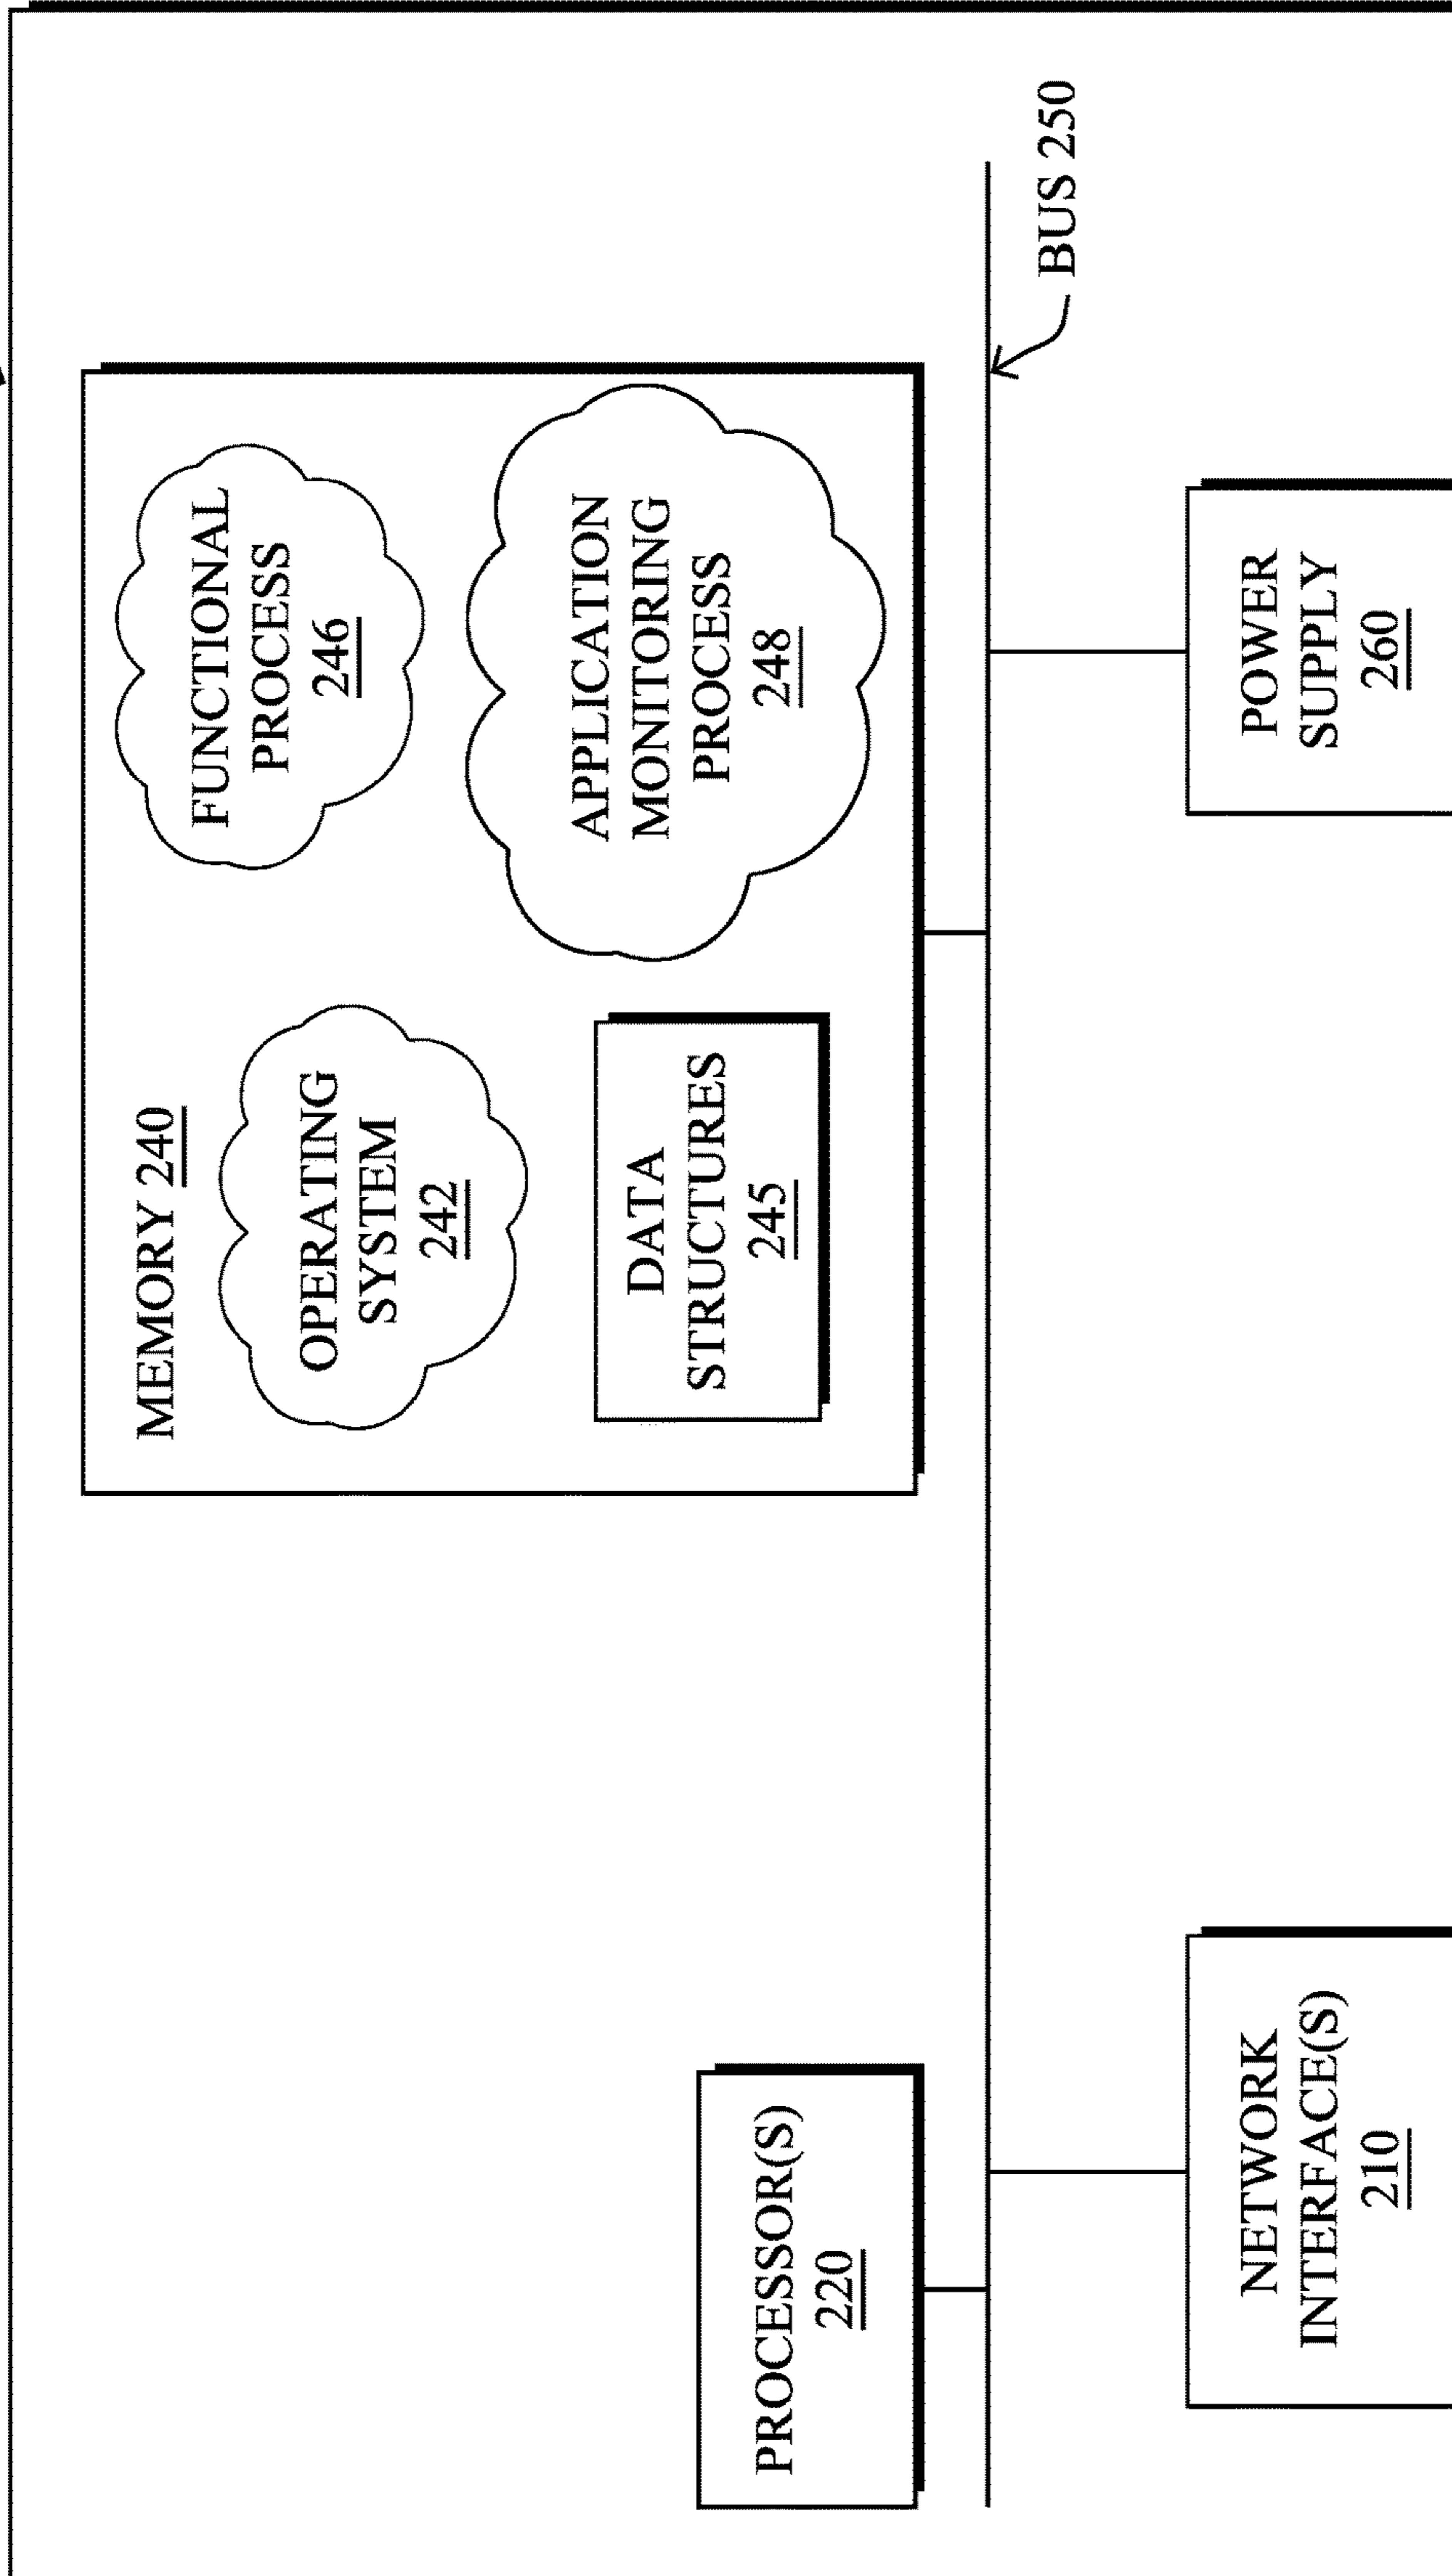 MEMORY 240
OPERATING
SYSTEM
242
FUNCTIONAL
PROCESS
246
DATA
STRUCTURES
245
APPLICATION
MONITORING
PROCESS
248
PROCESSOR(S)
220
BUS 250
NETWORK
INTERFACE(S)
210
POWER
SUPPLY
260